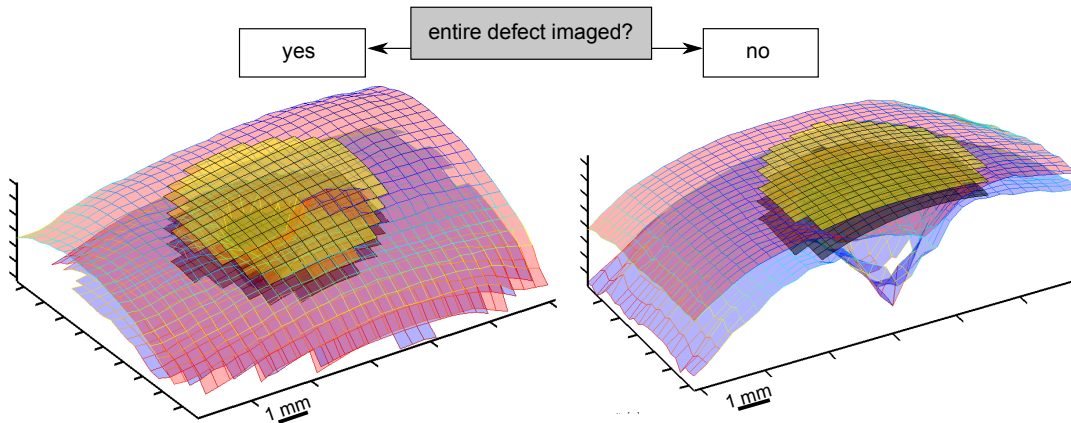 entire defect imaged?
yes
no
1 mm
1 mm